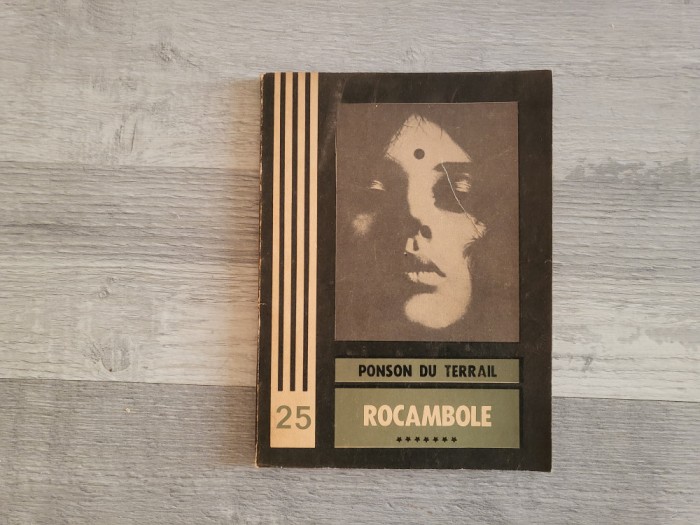 PONSON DU TERRAIL
25
ROCAMBOLE
*******